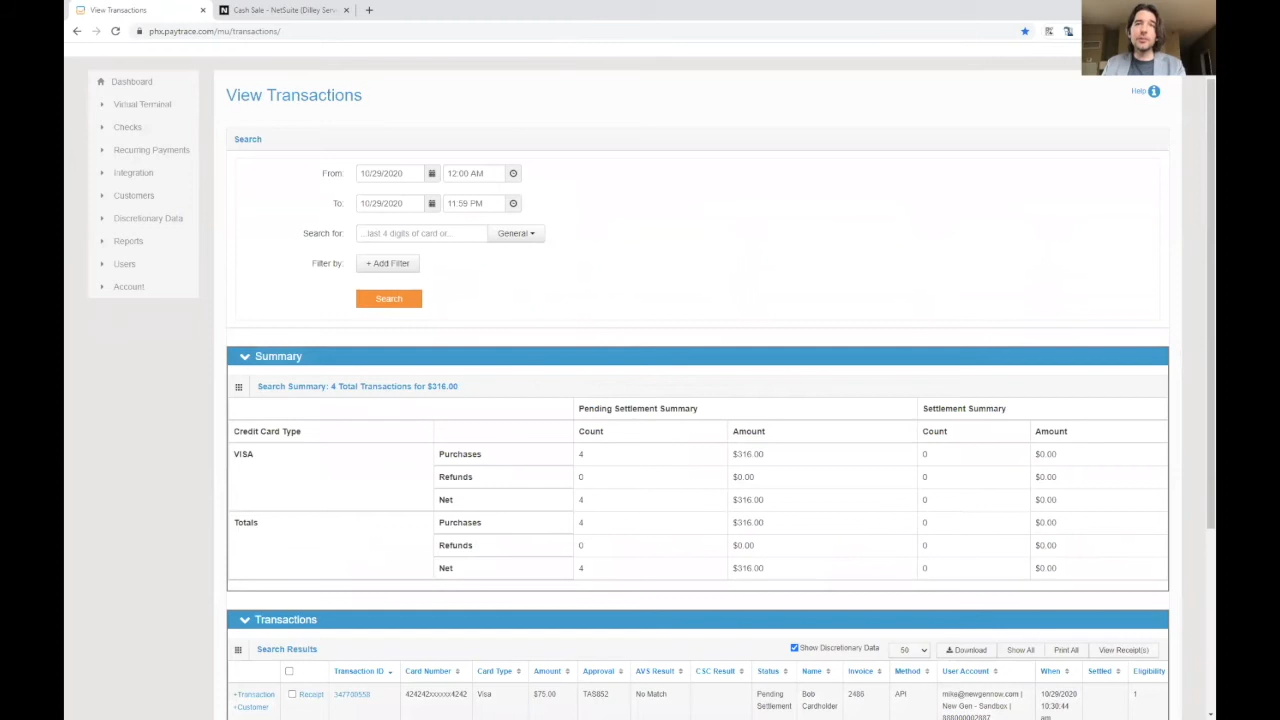 View Transactions
Cash Sale - NetSuite (Dilley Serv
phx.paytrace.com/mu/transactions/
Dashboard
Virtual Terminal
Checks
Recurring Payments
Integration
Customers
Discretionary Data
Reports
Users
Account
View Transactions
Help
Search
From: 10/29/2020 12:00 AM
To: 10/29/2020 11:59 PM
Search for: ...last 4 digits of card or... General
Filter by: + Add Filter
Search
Summary
Search Summary: 4 Total Transactions for $316.00
Pending Settlement Summary Settlement Summary
Credit Card Type Count Amount Count Amount
VISA Purchases 4 $316.00 0 $0.00
Refunds 0 $0.00 0 $0.00
Net 4 $316.00 0 $0.00
Totals Purchases 4 $316.00 0 $0.00
Refunds 0 $0.00 0 $0.00
Net 4 $316.00 0 $0.00
Transactions
Search Results Show Discretionary Data 50 Download Show All Print All View Receipt(s)
Transaction ID Card Number Card Type Amount Approval AVS Result CSC Result Status Name Invoice Method User Account When Settled Eligibility
+Transaction Receipt 424242xxxxxx4242 Visa $75.00 TAS852 No Match Pending Bob 2486 API mike@newgennow.com | 10/29/2020 1
+Customer Settlement Cardholder New Gen - Sandbox | 10:30:44
am